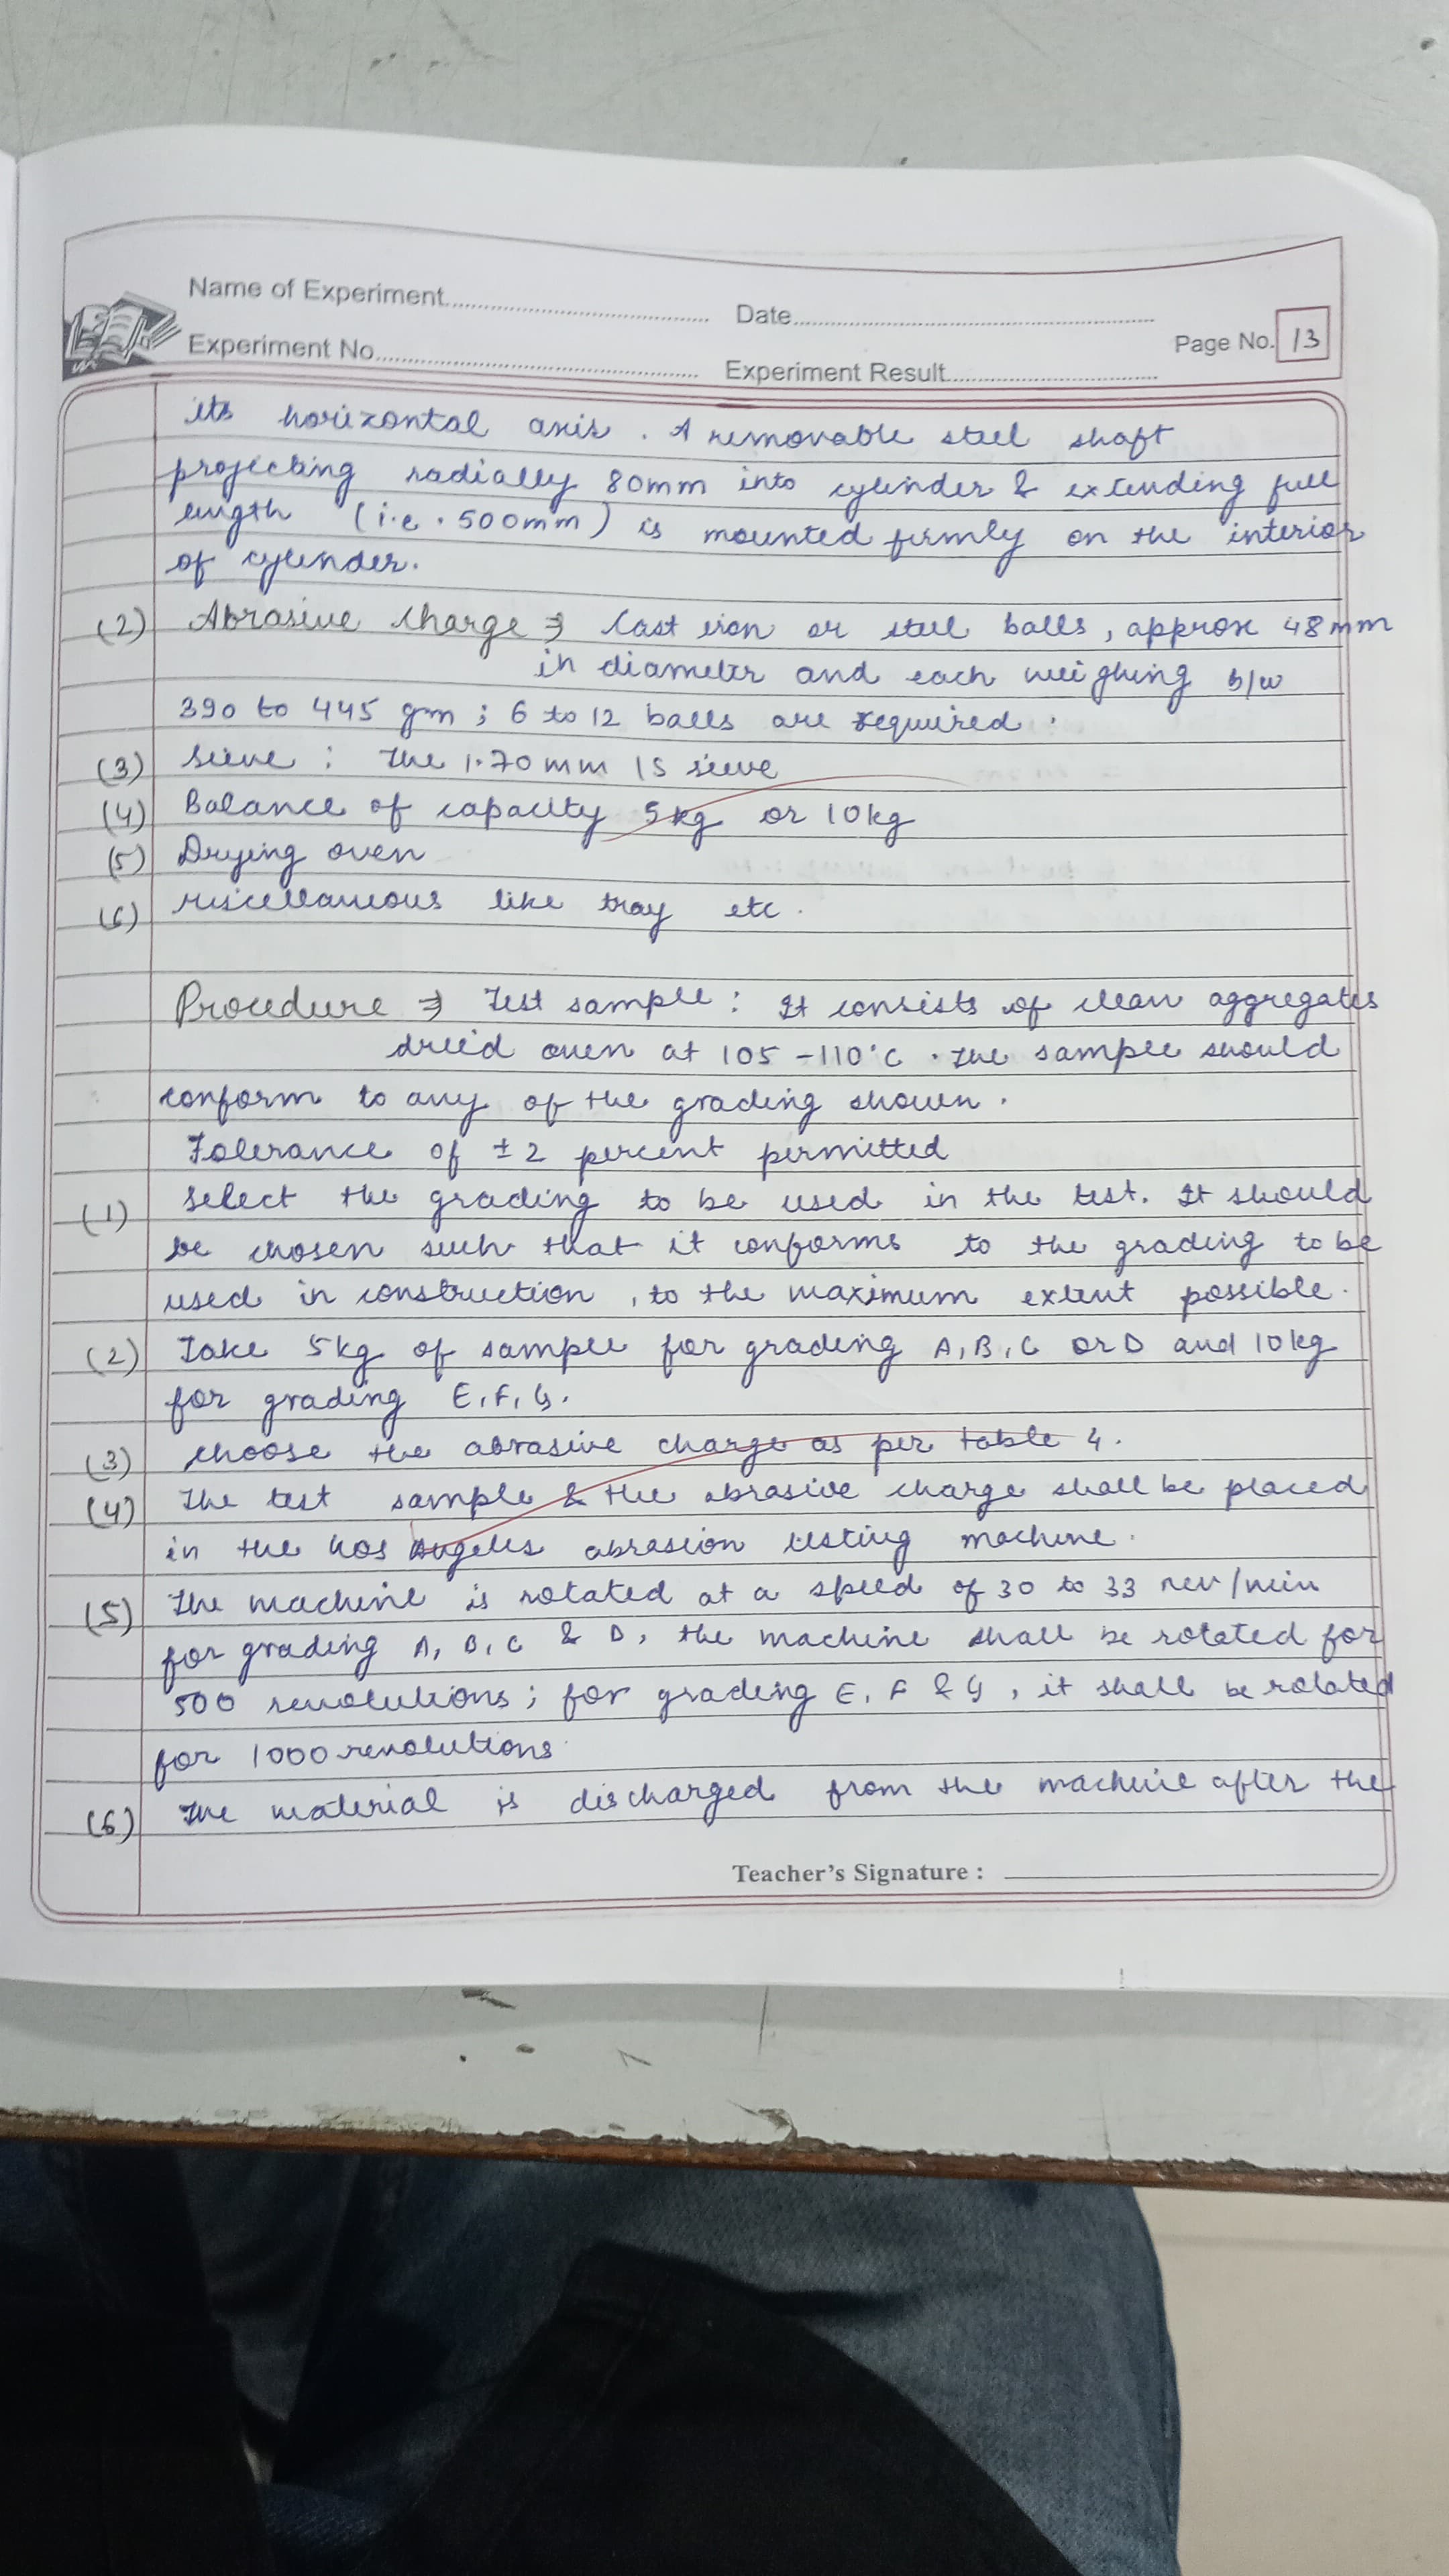 Name of Experiment
Date
Experiment No.
Experiment Result
Page No. 13
its horizontal axis. A removable steel shaft
projecting radially 80mm into cylinder & extending full
length (i.e. 500mm) is mounted firmly on the interior
of cylinder.
(2) Abrasive Charge ⇒ Cast iron or steel balls, approx 48mm
in diameter and each weighing b/w
390 to 445 gm; 6 to 12 balls are required.
(3) Sieve : The 1.70mm IS sieve
(4) Balance of capacity 5kg or 10kg
(5) Drying oven
(6) Miscellaneous like tray etc.
Procedure ⇒ Test sample : It consists of clean aggregates
dried oven at 105-110°C. The sample should
conform to any of the grading shown.
Tolerance of ±2 percent permitted
(1) Select the grading to be used in the test. It should
be chosen such that it conforms to the grading to be
used in construction, to the maximum extent possible.
(2) Take 5kg of sample for grading A, B, C or D and 10kg
for grading E, F, G.
(3) Choose the abrasive charge as per table 4.
(4) The test sample & the abrasive charge shall be placed
in the Los Angeles abrasion testing machine.
(5) The machine is rotated at a speed of 30 to 33 rev/min
for grading A, B, C & D, the machine shall be rotated for
500 revolutions; for grading E, F & G, it shall be rotated
for 1000 revolutions
(6) The material is discharged from the machine after the
Teacher's Signature :